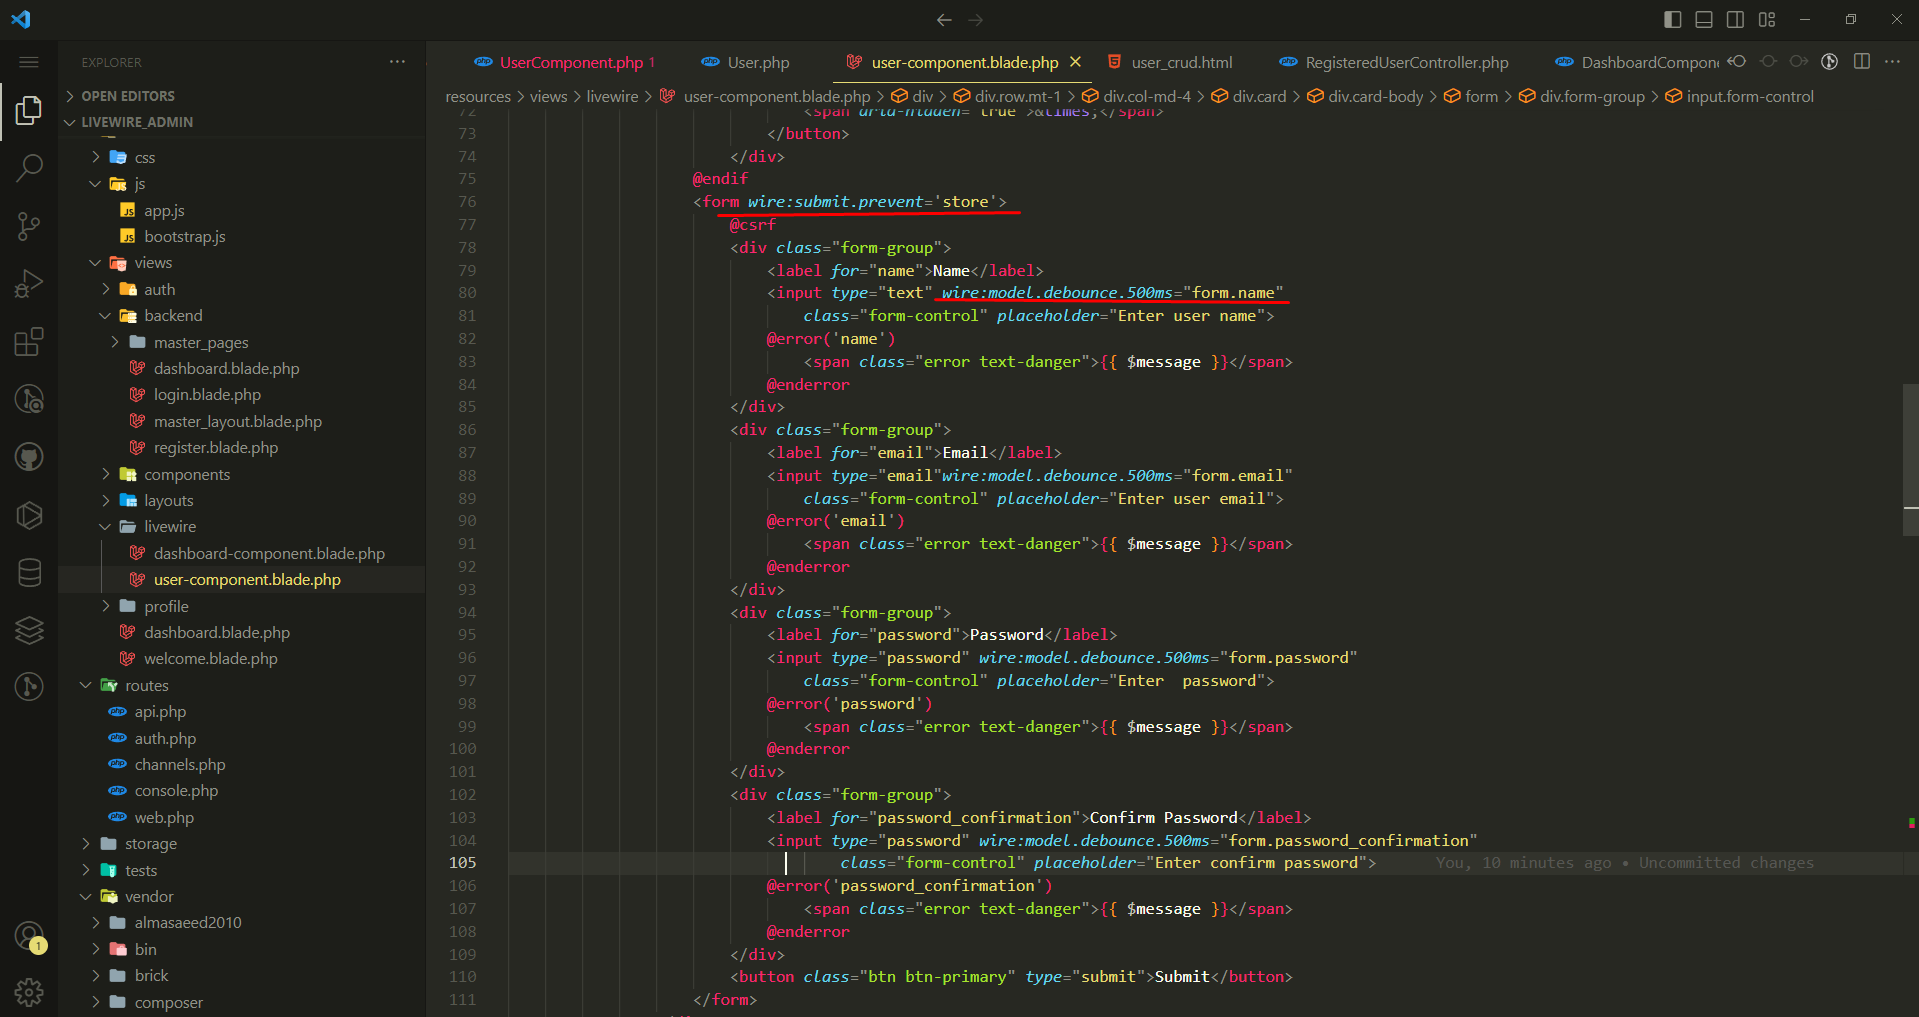 EXPLORER
OPEN EDITORS
LIVEWIRE_ADMIN
css
js
app.js
bootstrap.js
views
auth
backend
master_pages
dashboard.blade.php
login.blade.php
master_layout.blade.php
register.blade.php
components
layouts
livewire
dashboard-component.blade.php
user-component.blade.php
profile
dashboard.blade.php
welcome.blade.php
routes
api.php
auth.php
channels.php
console.php
web.php
storage
tests
vendor
almasaeed2010
bin
brick
composer
1
UserComponent.php 1 User.php user-component.blade.php user_crud.html RegisteredUserController.php DashboardCompon
resources > views > livewire > user-component.blade.php > div > div.row.mt-1 > div.col-md-4 > div.card > div.card-body > form > div.form-group > input.form-control
72 <span aria-hidden="true">&times;</span>
73 </button>
74 </div>
75 @endif
76 <form wire:submit.prevent='store'>
77 @csrf
78 <div class="form-group">
79 <label for="name">Name</label>
80 <input type="text" wire:model.debounce.500ms="form.name"
81 class="form-control" placeholder="Enter user name">
82 @error('name')
83 <span class="error text-danger">{{ $message }}</span>
84 @enderror
85 </div>
86 <div class="form-group">
87 <label for="email">Email</label>
88 <input type="email"wire:model.debounce.500ms="form.email"
89 class="form-control" placeholder="Enter user email">
90 @error('email')
91 <span class="error text-danger">{{ $message }}</span>
92 @enderror
93 </div>
94 <div class="form-group">
95 <label for="password">Password</label>
96 <input type="password" wire:model.debounce.500ms="form.password"
97 class="form-control" placeholder="Enter  password">
98 @error('password')
99 <span class="error text-danger">{{ $message }}</span>
100 @enderror
101 </div>
102 <div class="form-group">
103 <label for="password_confirmation">Confirm Password</label>
104 <input type="password" wire:model.debounce.500ms="form.password_confirmation"
105 class="form-control" placeholder="Enter confirm password"> You, 10 minutes ago • Uncommitted changes
106 @error('password_confirmation')
107 <span class="error text-danger">{{ $message }}</span>
108 @enderror
109 </div>
110 <button class="btn btn-primary" type="submit">Submit</button>
111 </form>